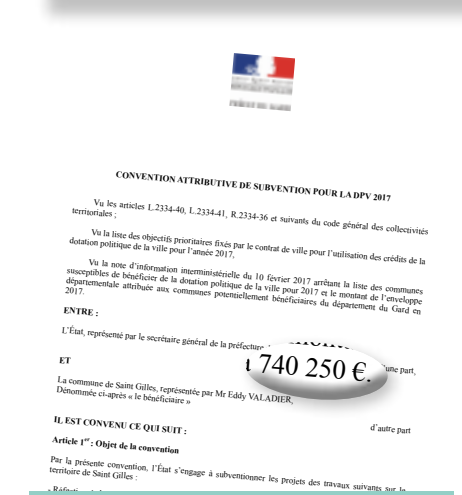 CONVENTION ATTRIBUTIVE DE SUBVENTION POUR LA DPV 2017
Vu les articles L.2334-40, L.2334-41, R.2334-36 et suivants du code général des collectivités
territoriales ;
Vu la liste des objectifs prioritaires fixés par le contrat de ville pour l'utilisation des crédits de la
dotation politique de la ville pour l'année 2017,
Vu la note d'information interministérielle du 10 février 2017 arrêtant la liste des communes
susceptibles de bénéficier de la dotation politique de la ville pour 2017 et le montant de l'enveloppe
départementale attribuée aux communes potentiellement bénéficiaires du département du Gard en
2017.
ENTRE :
L'État, représenté par le secrétaire général de la préfecture
740 250 €.
une part,
ET
La commune de Saint Gilles, représentée par Mr Eddy VALADIER,
Dénommée ci-après « le bénéficiaire »
d'autre part
IL EST CONVENU CE QUI SUIT :
Article 1er : Objet de la convention
Par la présente convention, l'État s'engage à subventionner les projets des travaux suivants sur le
territoire de Saint Gilles :